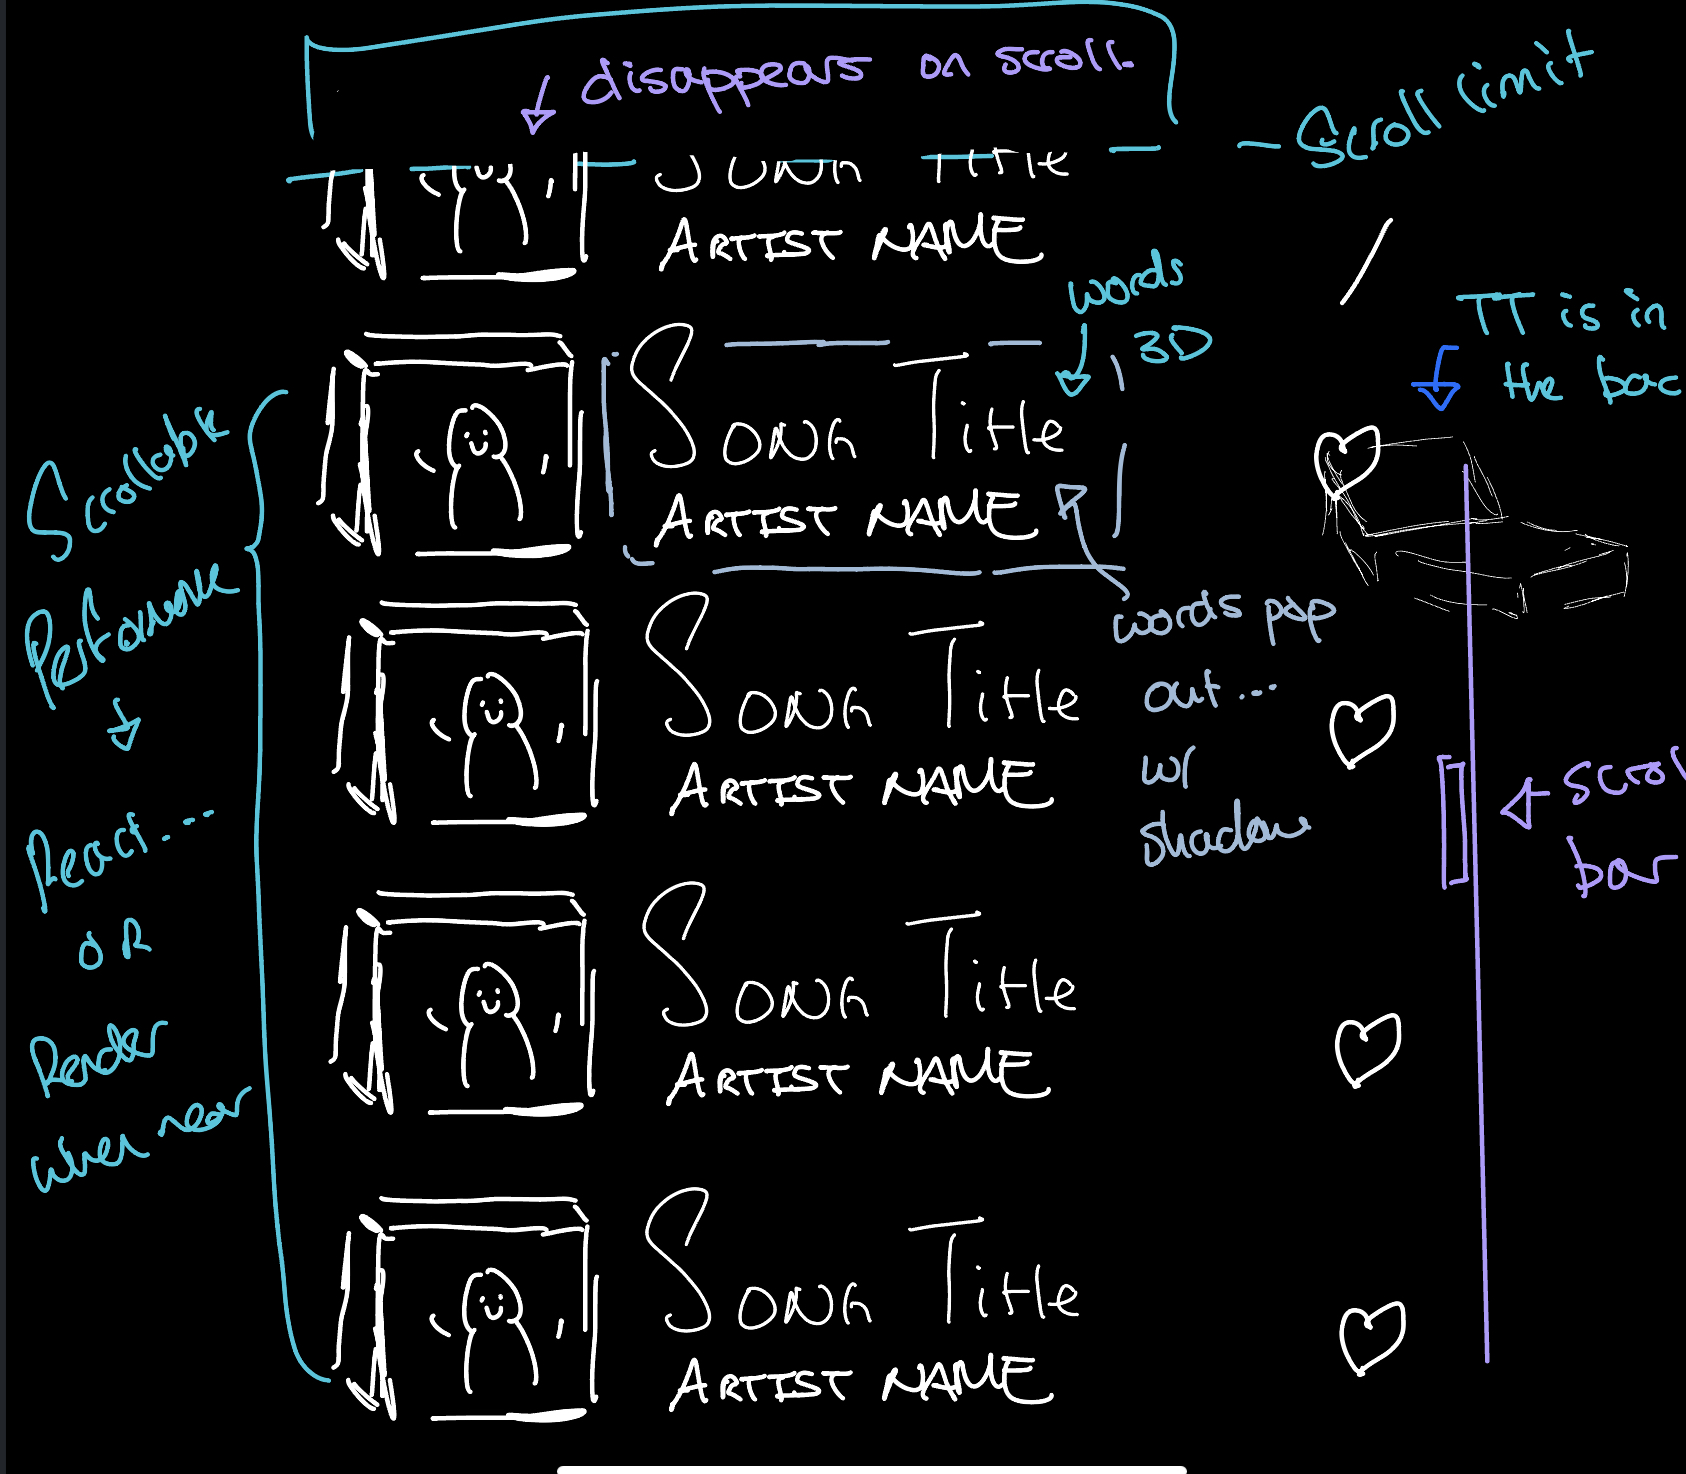 disappears on scroll.
Scroll limit
SONG TITLE
ARTIST NAME
words
3D
TT is in
the bac
SONG TitlE
ARTIST NAME
words pop
out...
w/
shadow
Scrollable
Performance
React...
OR
Render
when near
SONG TitlE
ARTIST NAME
scrol
bar
SONG TitlE
ARTIST NAME
SONG TitlE
ARTIST NAME